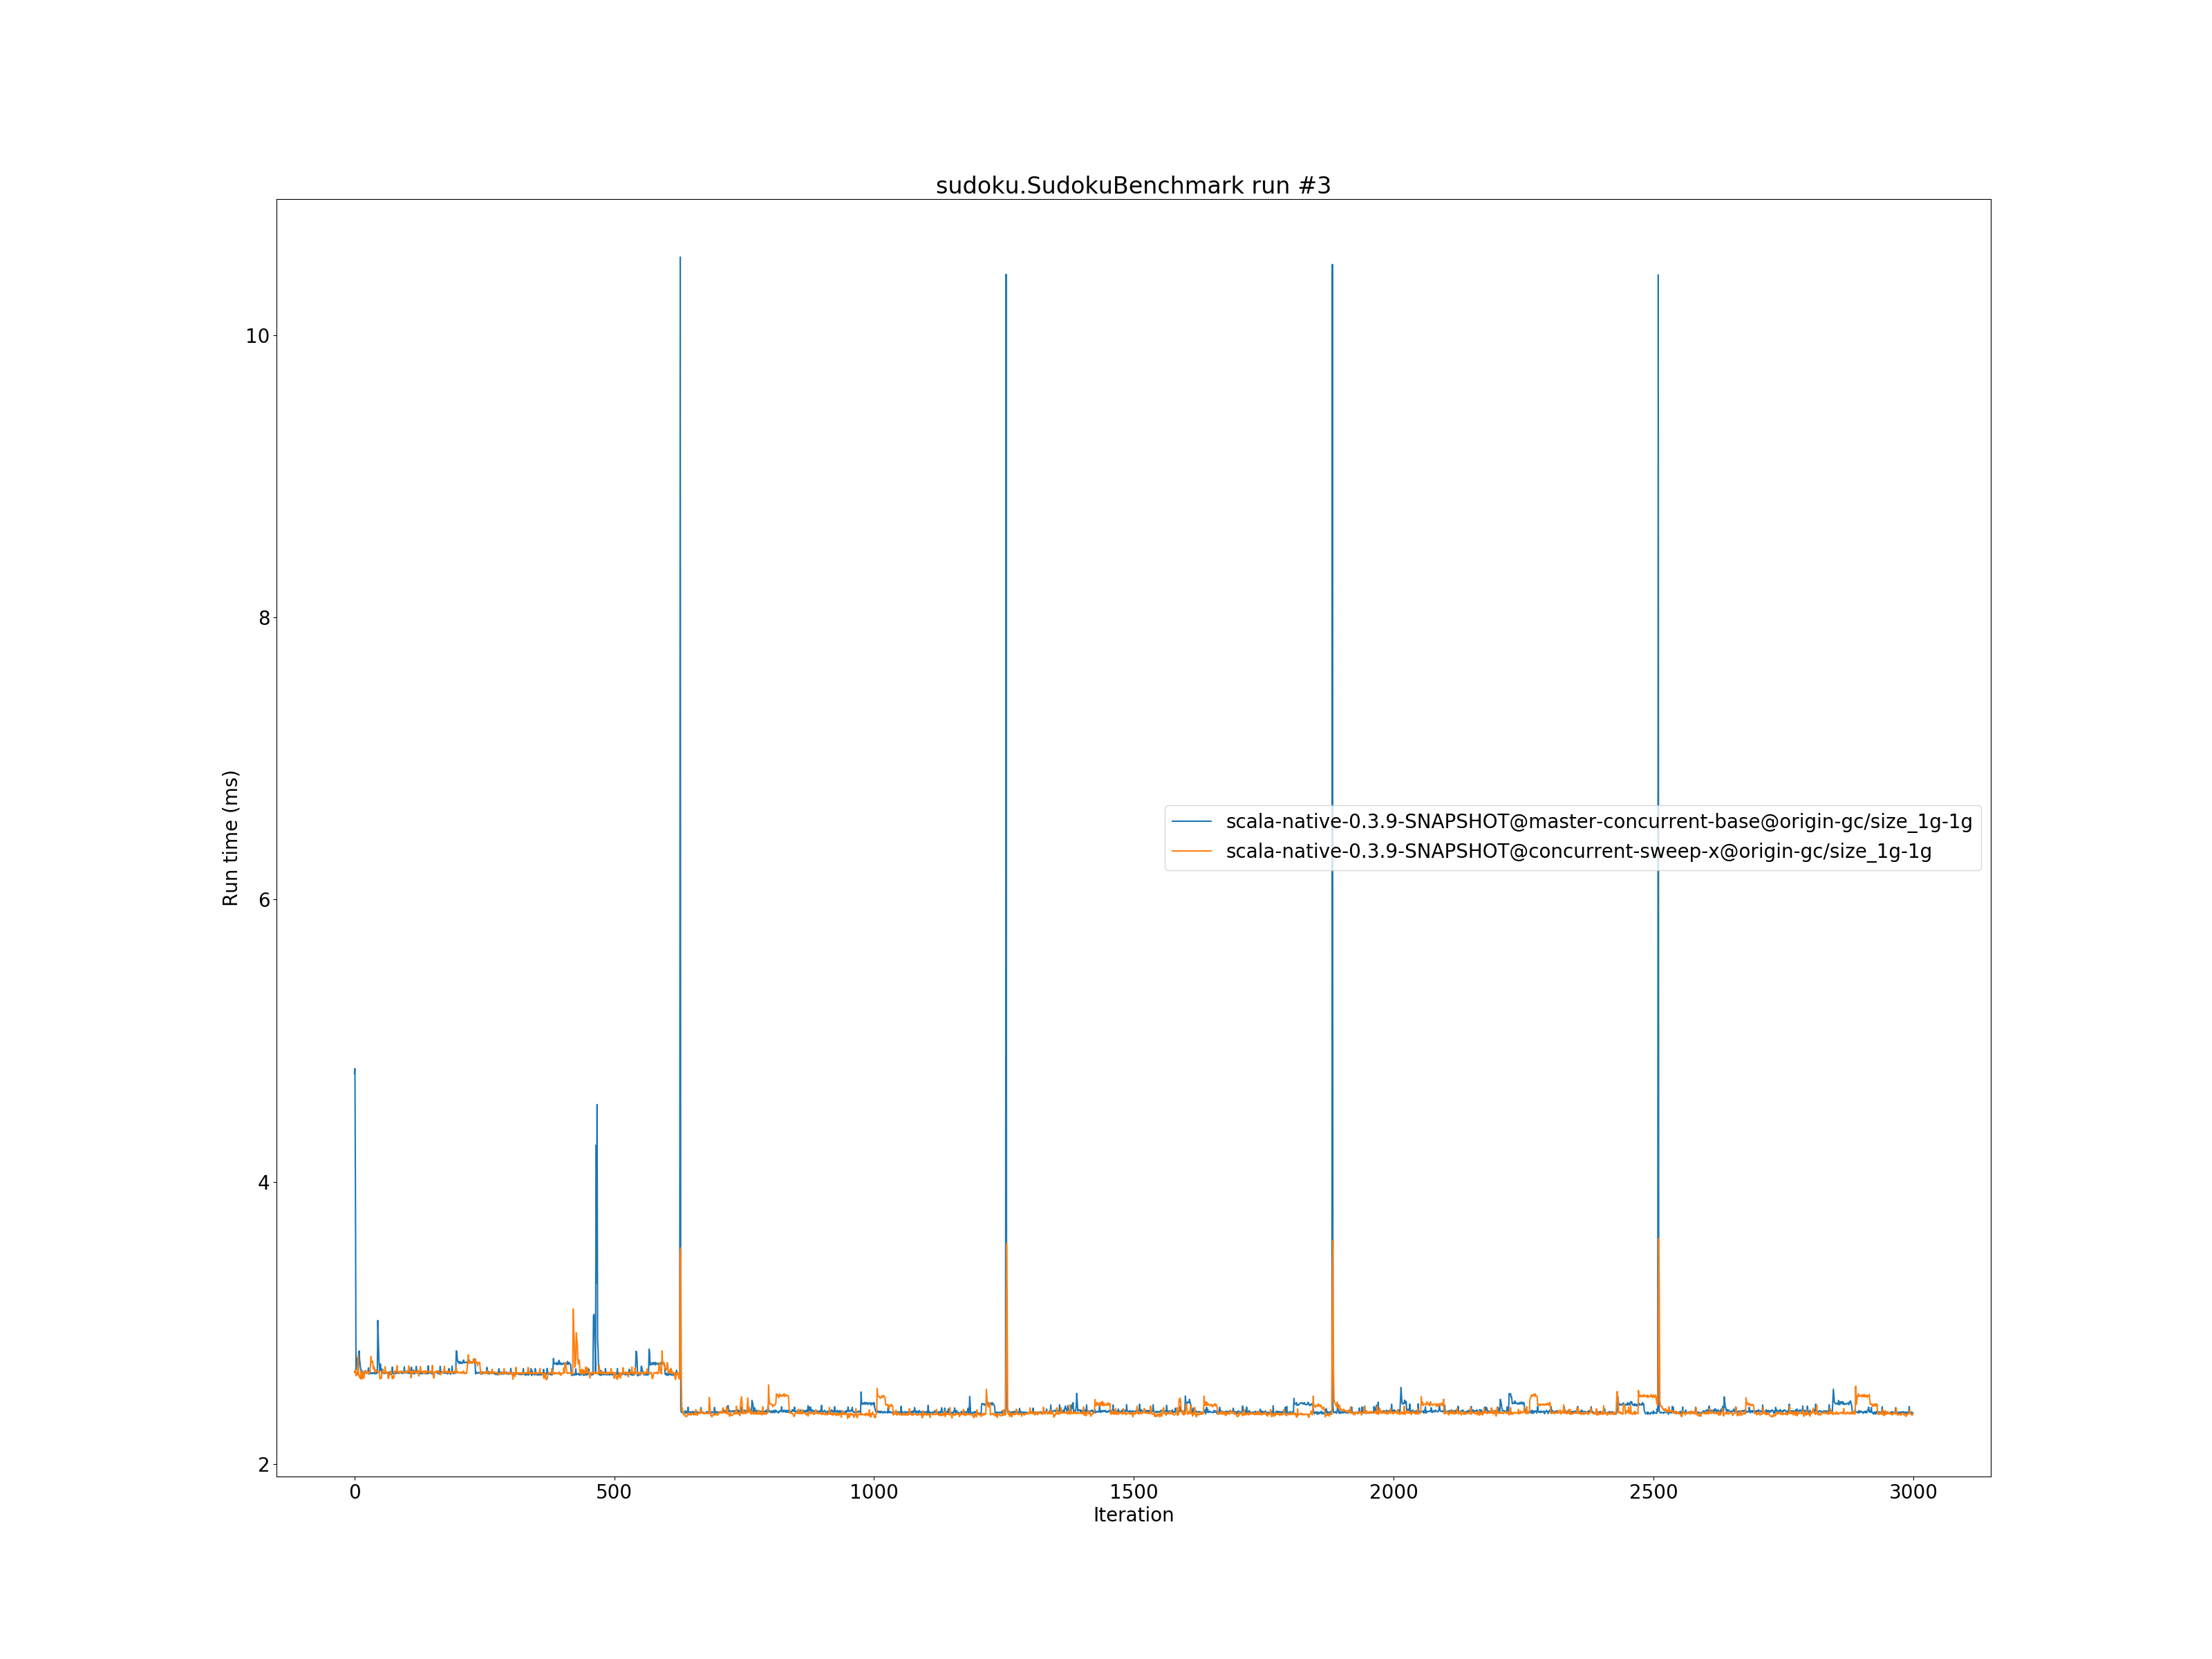 sudoku.SudokuBenchmark run #3
10
8
6
4
2
Run time (ms)
scala-native-0.3.9-SNAPSHOT@master-concurrent-base@origin-gc/size_1g-1g
scala-native-0.3.9-SNAPSHOT@concurrent-sweep-x@origin-gc/size_1g-1g
0 500 1000 1500 2000 2500 3000
Iteration